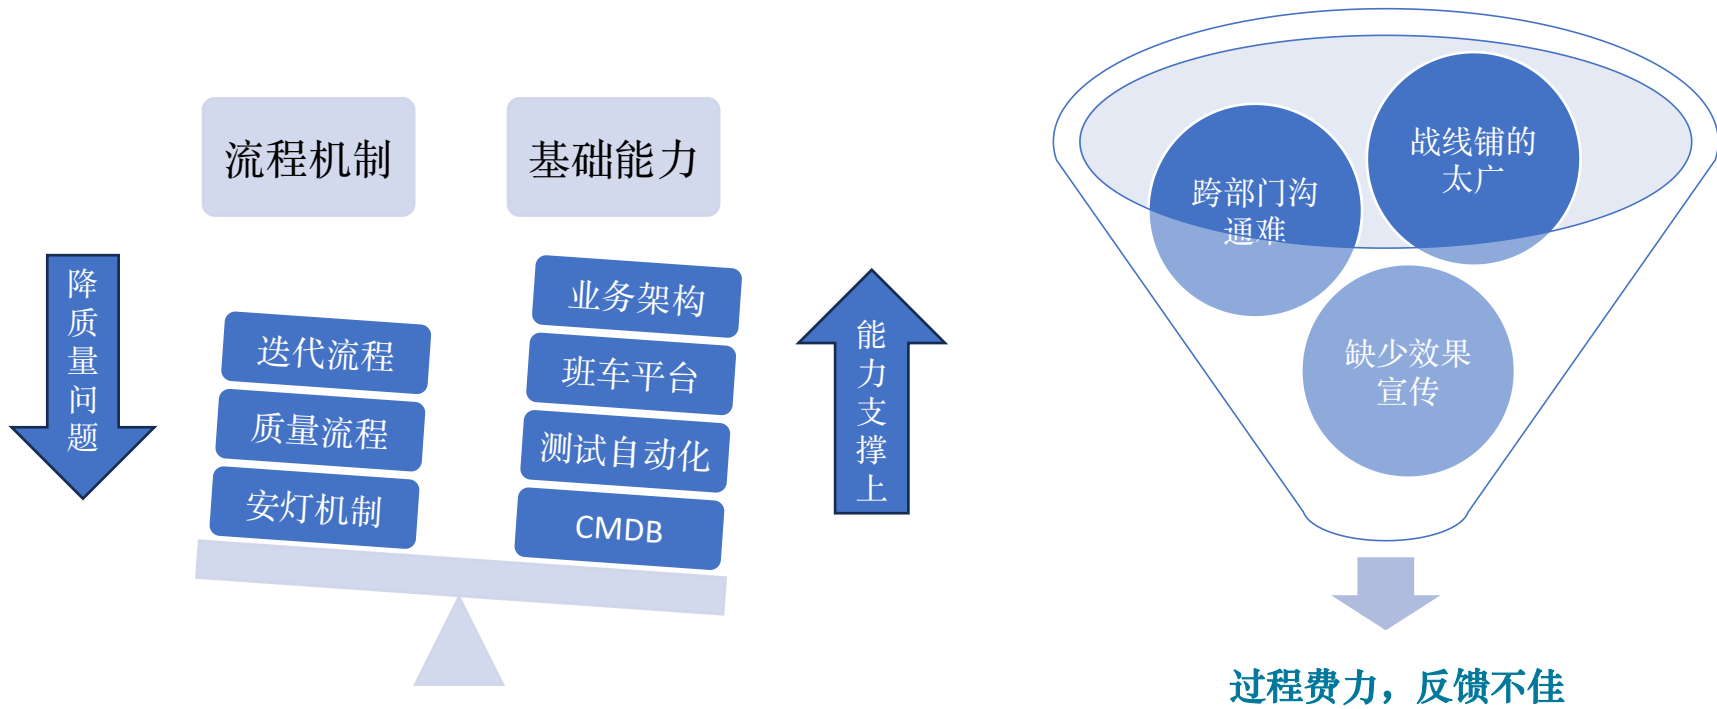 流程机制
基础能力
降质量问题
迭代流程
质量流程
安灯机制
业务架构
班车平台
测试自动化
CMDB
能力支撑上
跨部门沟
通难
战线铺的
太广
缺少效果
宣传
过程费力，反馈不佳